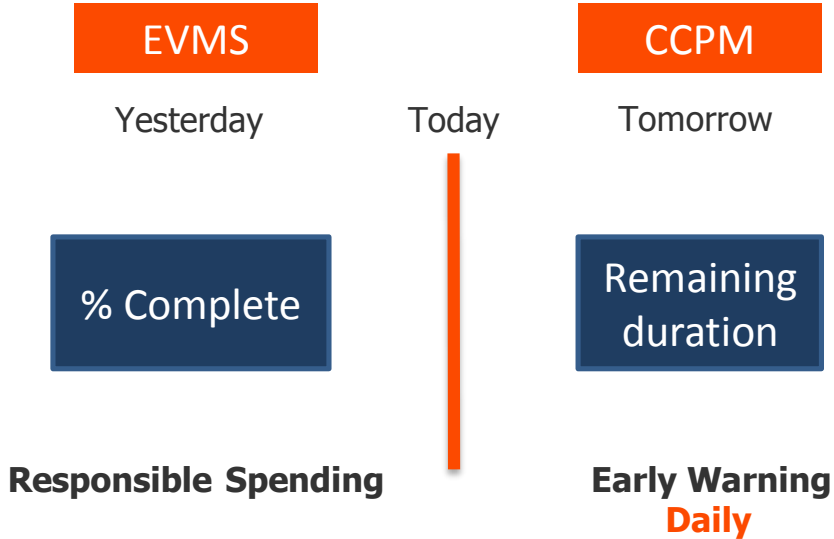 EVMS
CCPM
Yesterday
Today
Tomorrow
% Complete
Remaining
duration
Responsible Spending
Early Warning
Daily